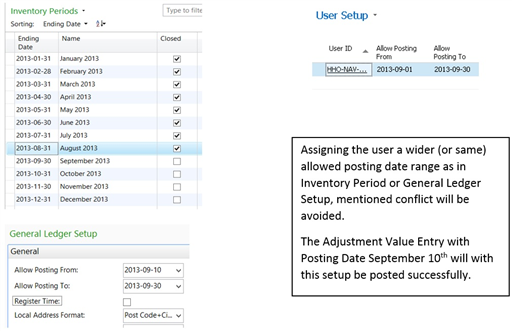 Inventory Periods
Type to filte
Sorting: Ending Date
Ending Date Name Closed
2013-01-31 January 2013
2013-02-28 February 2013
2013-03-31 March 2013
2013-04-30 April 2013
2013-05-31 May 2013
2013-06-30 June 2013
2013-07-31 July 2013
2013-08-31 August 2013
2013-09-30 September 2013
2013-10-31 October 2013
2013-11-30 November 2013
2013-12-31 December 2013
General Ledger Setup
General
Allow Posting From: 2013-09-10
Allow Posting To: 2013-09-30
Register Time:
Local Address Format: Post Code+Ci...
User Setup
User ID Allow Posting From Allow Posting To
HHO-NAV-... 2013-09-01 2013-09-30
Assigning the user a wider (or same)
allowed posting date range as in
Inventory Period or General Ledger
Setup, mentioned conflict will be
avoided.
The Adjustment Value Entry with
Posting Date September 10th will with
this setup be posted successfully.